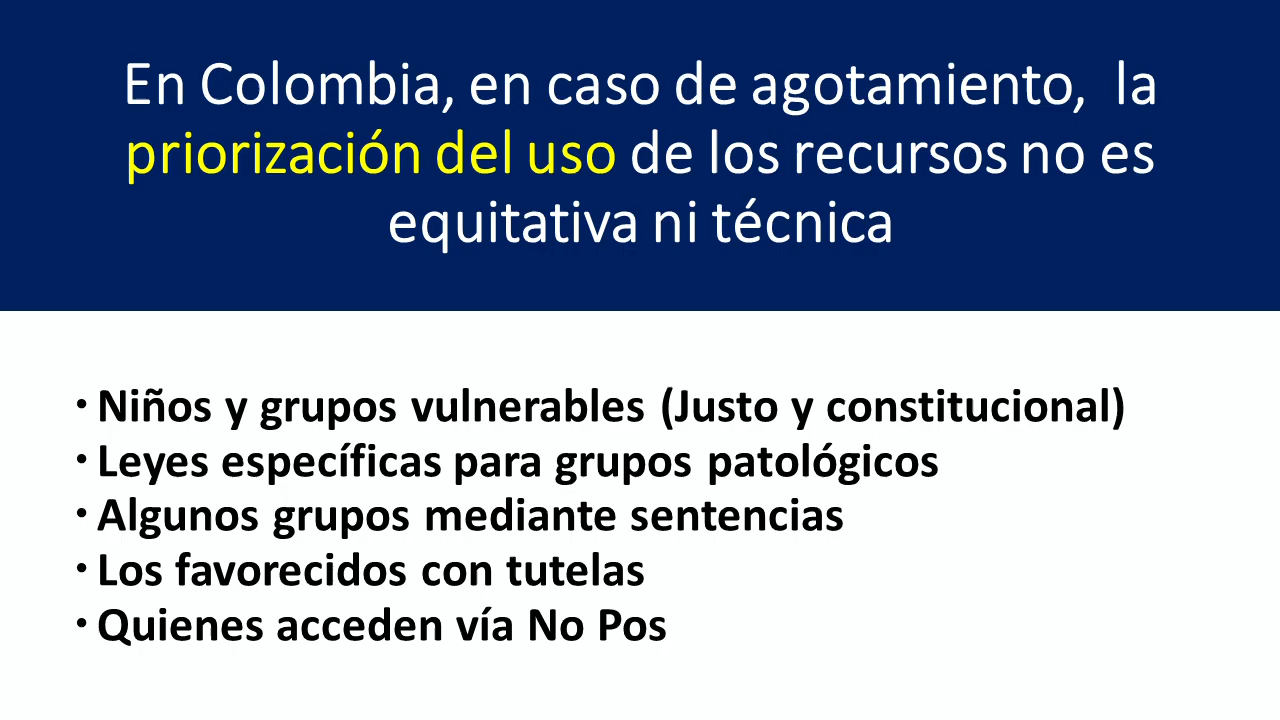 En Colombia, en caso de agotamiento,  la
priorización del uso de los recursos no es
equitativa ni técnica
· Niños y grupos vulnerables (Justo y constitucional)
· Leyes específicas para grupos patológicos
· Algunos grupos mediante sentencias
· Los favorecidos con tutelas
· Quienes acceden vía No Pos